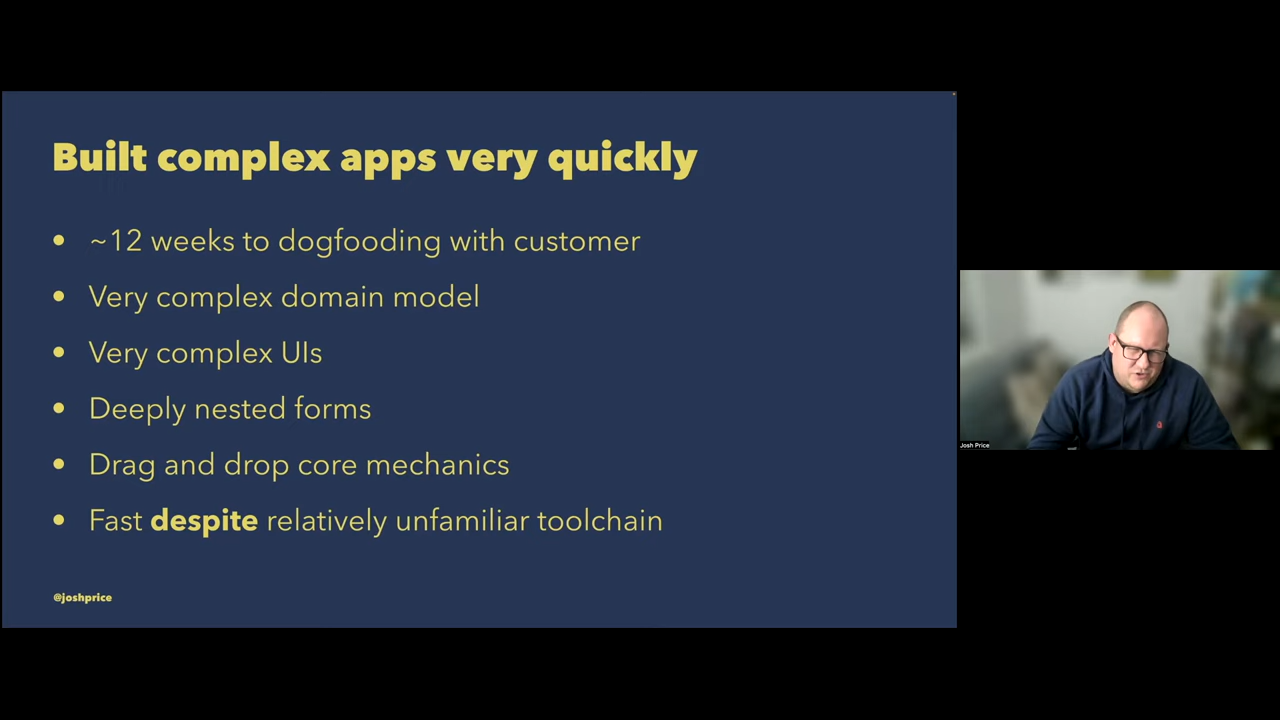 Built complex apps very quickly
• ~12 weeks to dogfooding with customer
• Very complex domain model
• Very complex UIs
• Deeply nested forms
• Drag and drop core mechanics
• Fast despite relatively unfamiliar toolchain
@joshprice
Josh Price